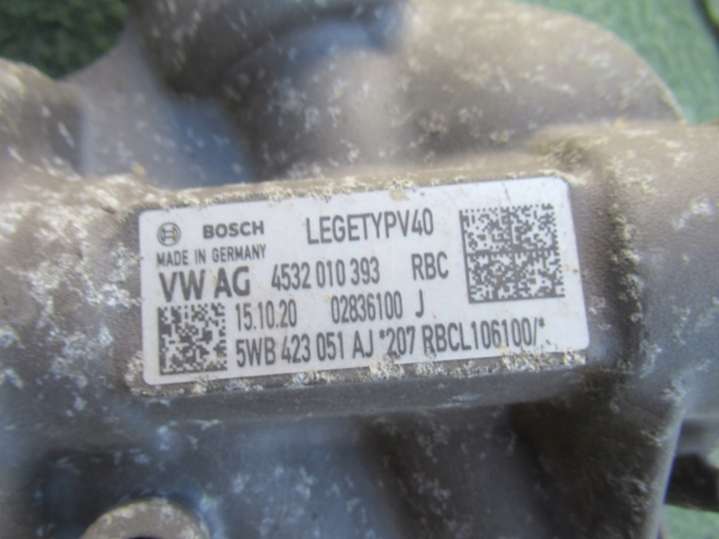 BOSCH LEGETYPV40
MADE IN GERMANY
VW AG 4532 010 393 RBC
15.10.20 02836100 J
5WB 423 051 AJ *207 RBCL106100/*